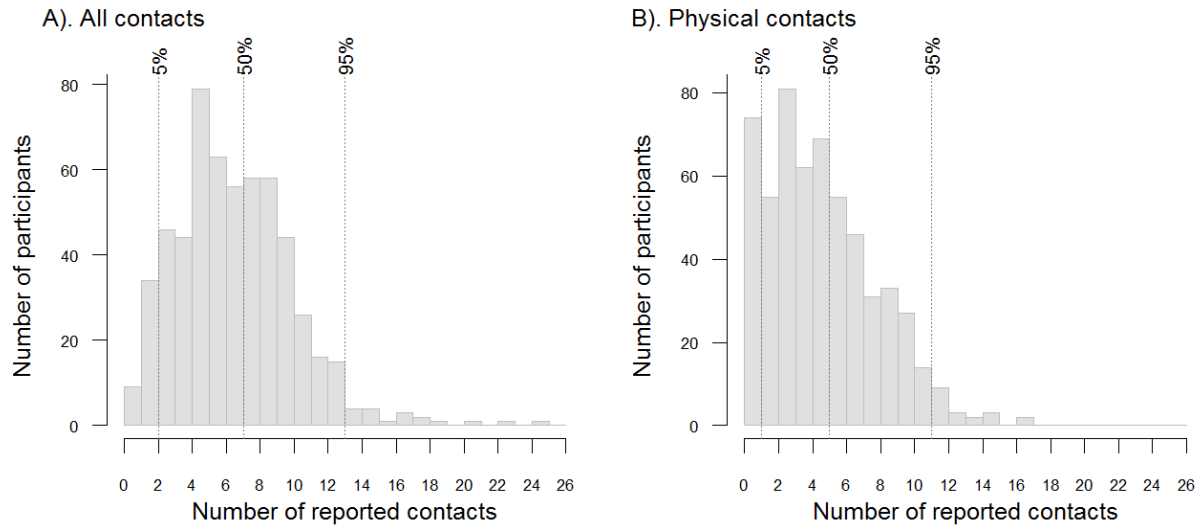 A). All contacts
5%
50%
95%
Number of participants
80
60
40
20
0
0 2 4 6 8 10 12 14 16 18 20 22 24 26
Number of reported contacts
B). Physical contacts
5%
50%
95%
Number of participants
80
60
40
20
0
0 2 4 6 8 10 12 14 16 18 20 22 24 26
Number of reported contacts